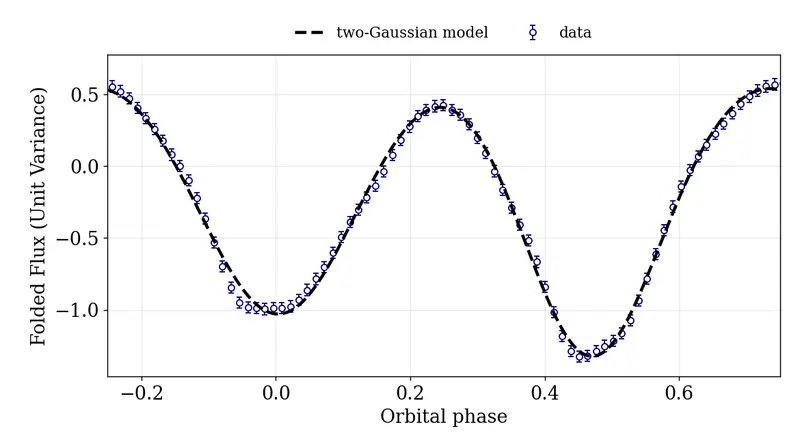 two-Gaussian model
data
Folded Flux (Unit Variance)
0.5
0.0
−0.5
−1.0
−0.2
0.0
0.2
0.4
0.6
Orbital phase